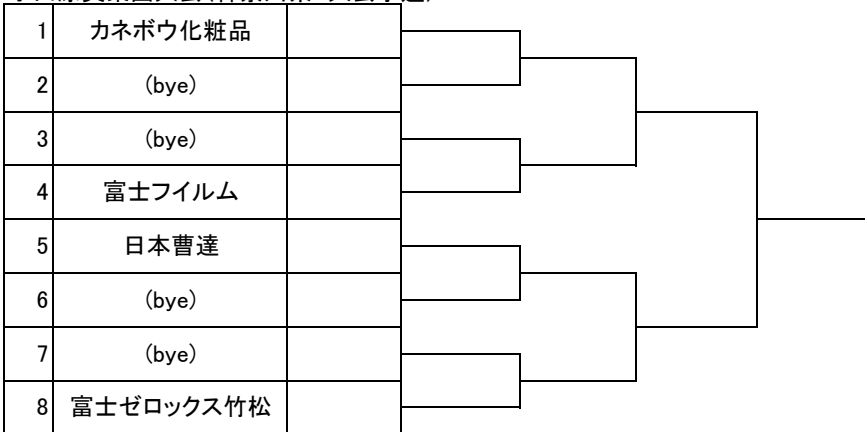 1 カネボウ化粧品
2 (bye)
3 (bye)
4 富士フイルム
5 日本曹達
6 (bye)
7 (bye)
8 富士ゼロックス竹松